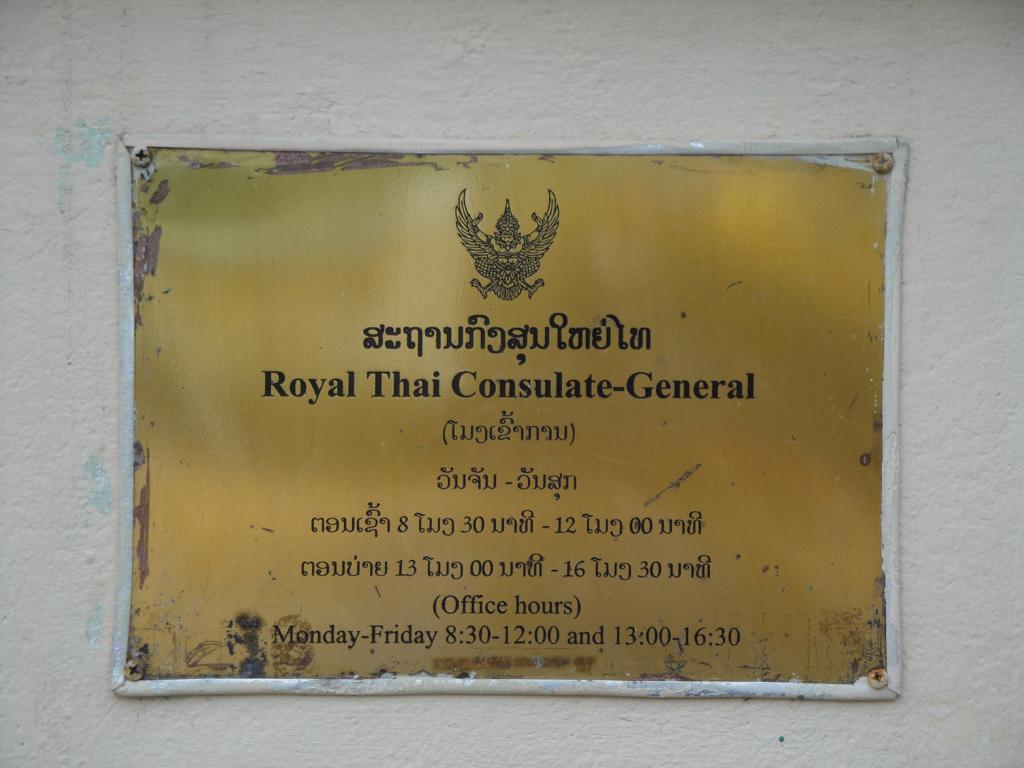 ສະຖານກົງສຸນໃຫຍ່ໄທ
Royal Thai Consulate-General
(ໂມງເຂົ້າການ)
ວັນຈັນ - ວັນສຸກ
ຕອນເຊົ້າ 8 ໂມງ 30 ນາທີ - 12 ໂມງ 00 ນາທີ
ຕອນບ່າຍ 13 ໂມງ 00 ນາທີ - 16 ໂມງ 30 ນາທີ
(Office hours)
Monday-Friday 8:30-12:00 and 13:00-16:30